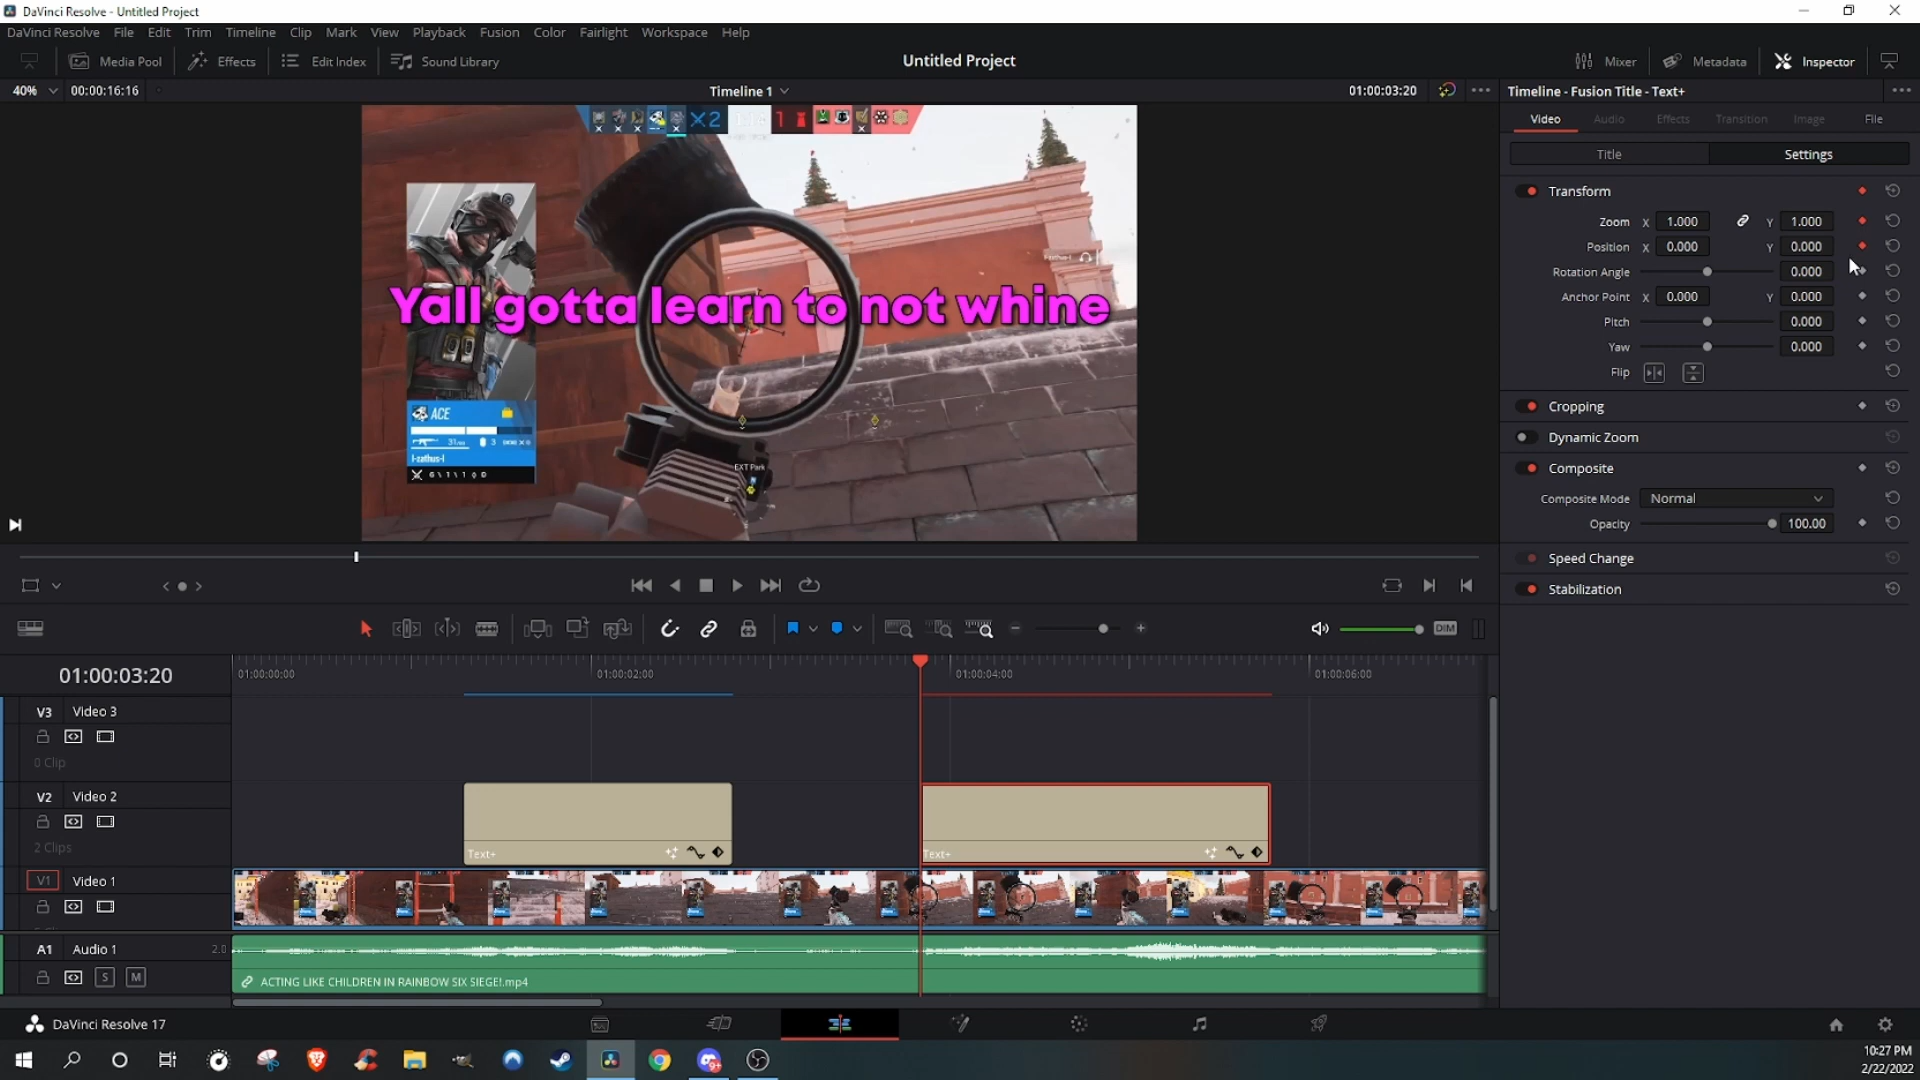 DaVinci Resolve - Untitled Project
DaVinci Resolve File Edit Trim Timeline Clip Mark View Playback Fusion Color Fairlight Workspace Help
Media Pool Effects Edit Index Sound Library Untitled Project Mixer Metadata Inspector
40% 00:00:16:16 Timeline 1 01:00:03:20 Timeline - Fusion Title - Text+
Video Audio Effects Transition Image File
Title Settings
Transform
Zoom X 1.000 Y 1.000
Position X 0.000 Y 0.000
Rotation Angle 0.000
Anchor Point X 0.000 Y 0.000
Pitch 0.000
Yaw 0.000
Flip
Cropping
Dynamic Zoom
Composite
Composite Mode Normal
Opacity 100.00
Speed Change
Stabilization
2 1
Yall gotta learn to not whine
ACE
31
3
EXT Park
DIM
01:00:03:20 01:00:00:00 01:00:02:00 01:00:04:00 01:00:06:00
V3 Video 3
0 Clip
V2 Video 2
2 Clips
Text+ Text+
V1 Video 1
A1 Audio 1 2.0
S M
ACTING LIKE CHILDREN IN RAINBOW SIX SIEGE!.mp4
DaVinci Resolve 17
10:27 PM
2/22/2022